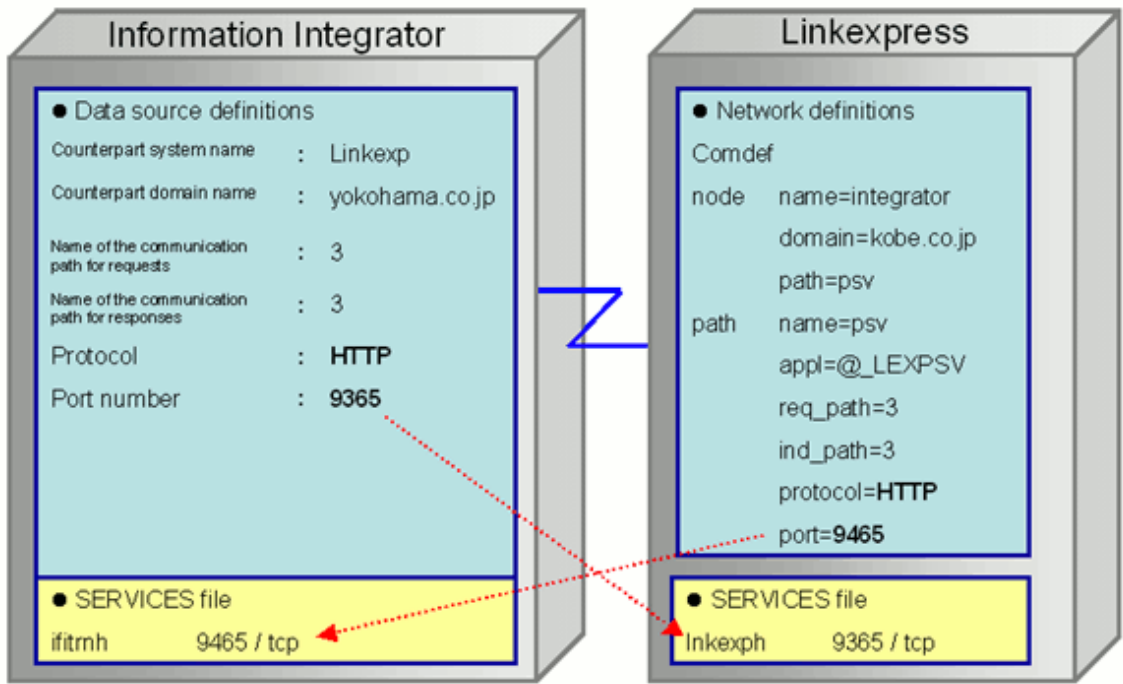 Information Integrator
● Data source definitions
Counterpart system name : Linkexp
Counterpart domain name : yokohama.co.jp
Name of the communication
path for requests : 3
Name of the communication
path for responses : 3
Protocol : HTTP
Port number : 9365
● SERVICES file
ifitrnh 9465 / tcp
Linkexpress
● Network definitions
Comdef
node name=integrator
domain=kobe.co.jp
path=psv
path name=psv
appl=@_LEXPSV
req_path=3
ind_path=3
protocol=HTTP
port=9465
● SERVICES file
lnkexph 9365 / tcp